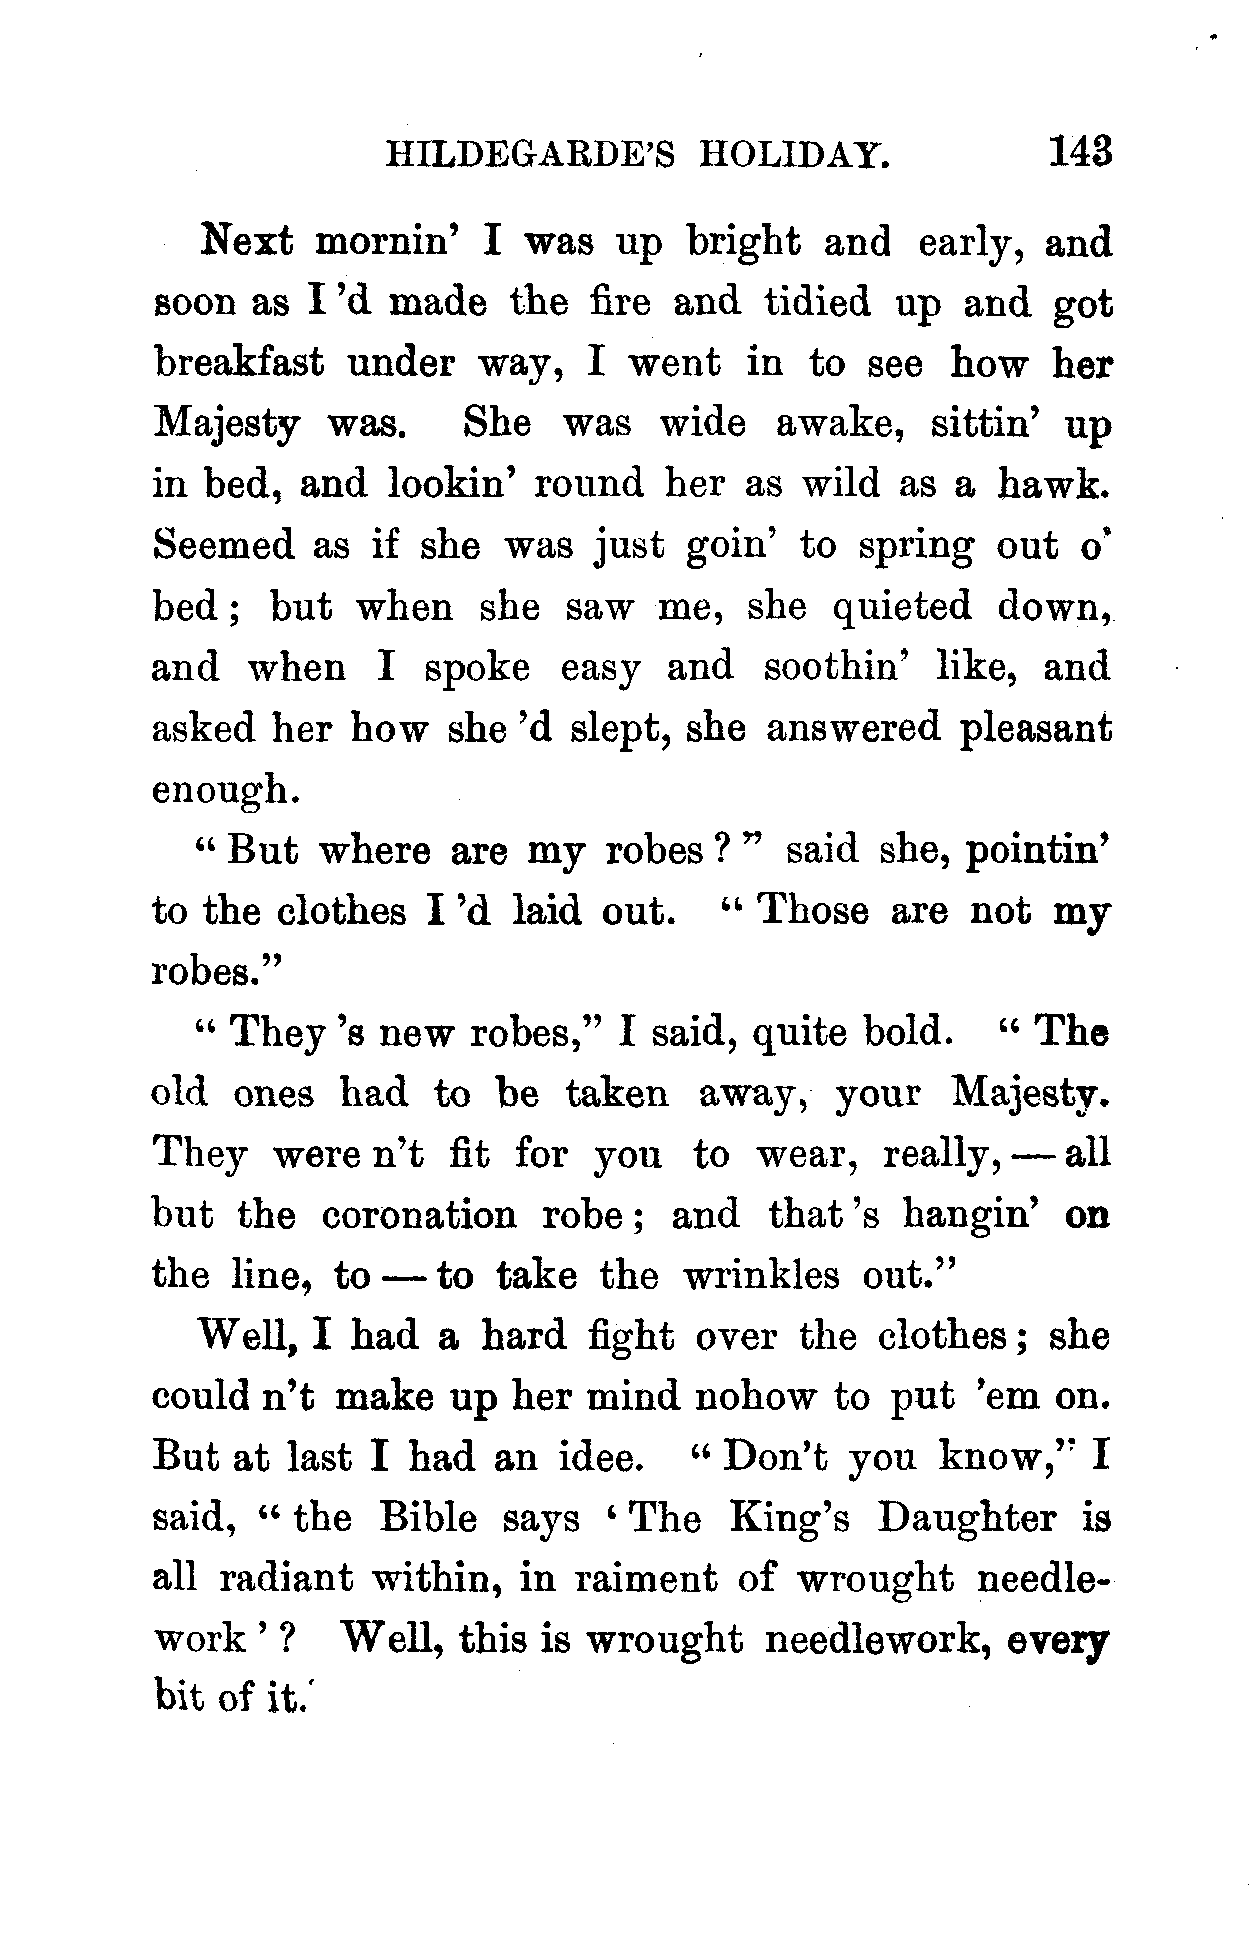 HILDEGARDE'S HOLIDAY. 143
Next mornin' I was up bright and early, and
soon as I 'd made the fire and tidied up and got
breakfast under way, I went in to see how her
Majesty was. She was wide awake, sittin' up
in bed, and lookin' round her as wild as a hawk.
Seemed as if she was just goin' to spring out o'
bed ; but when she saw me, she quieted down,
and when I spoke easy and soothin' like, and
asked her how she 'd slept, she answered pleasant
enough.
" But where are my robes ? " said she, pointin'
to the clothes I 'd laid out. " Those are not my
robes."
" They 's new robes," I said, quite bold. " The
old ones had to be taken away, your Majesty.
They were n't fit for you to wear, really, — all
but the coronation robe ; and that 's hangin' on
the line, to — to take the wrinkles out."
Well, I had a hard fight over the clothes ; she
could n't make up her mind nohow to put 'em on.
But at last I had an idee. " Don't you know," I
said, " the Bible says ' The King's Daughter is
all radiant within, in raiment of wrought needle-
work ' ? Well, this is wrought needlework, every
bit of it.'